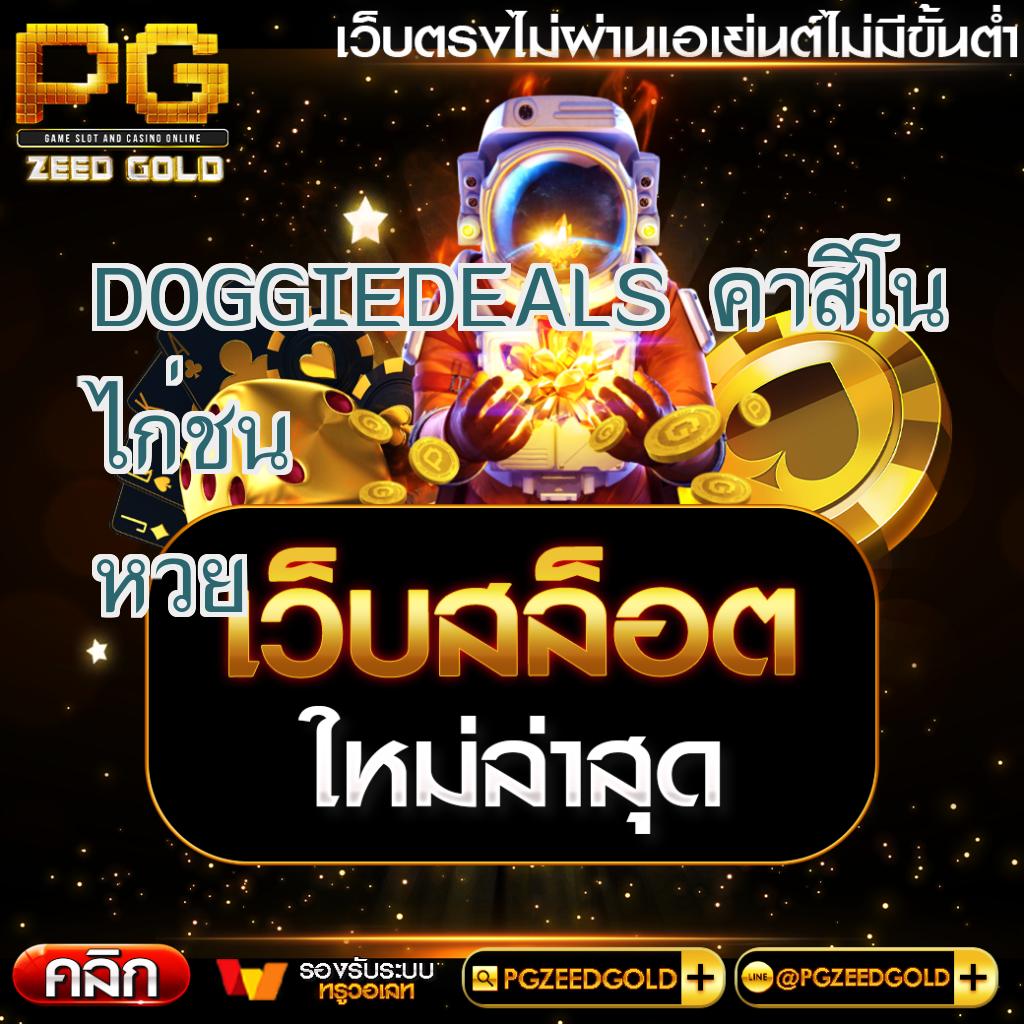 เว็บตรงไม่ผ่านเอเย่นต์ไม่มีขั้นต่ำ
PG
GAME SLOT AND CASINO ONLINE
ZEED GOLD
DOGGIEDEALS คาสิโน
ไก่ชน
หวย
เว็บสล็อต
ใหม่ล่าสุด
คลิก
รองรับระบบ
ทรูวอเลท
PGZEEDGOLD +
LINE @PGZEEDGOLD +